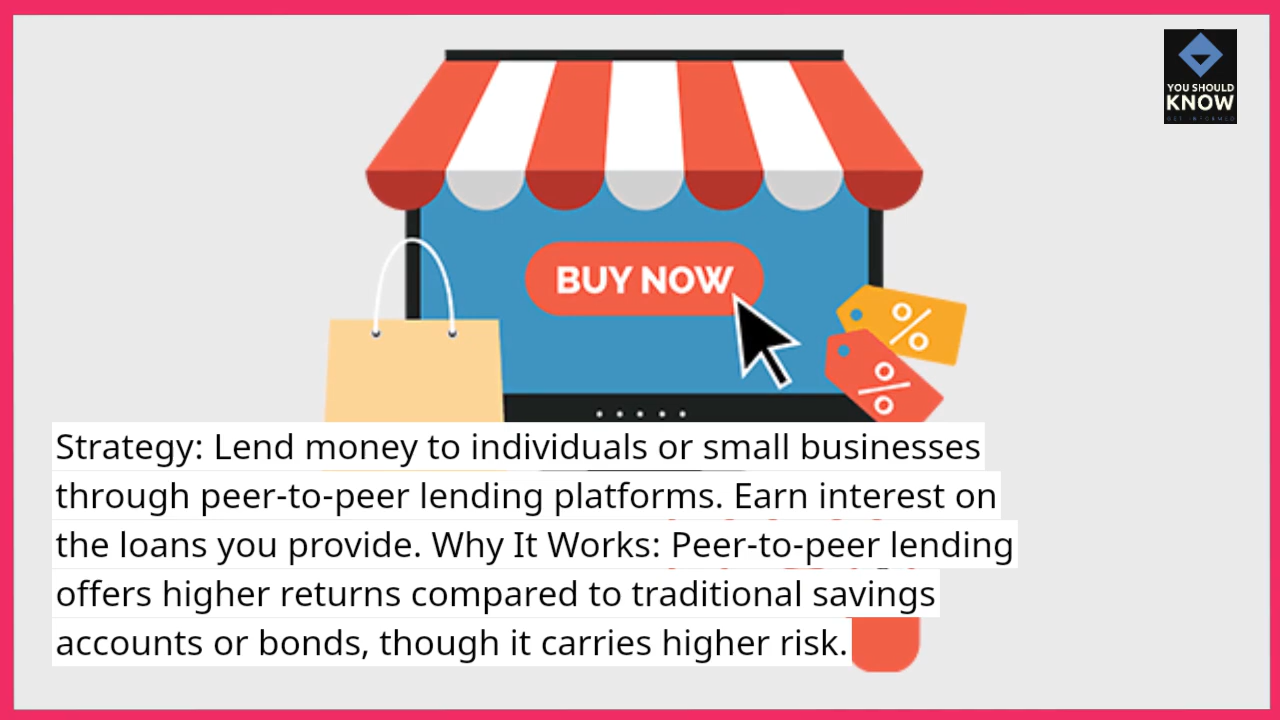 YOU SHOULD
KNOW
GET INFORMED
BUY NOW
%
%
Strategy: Lend money to individuals or small businesses
through peer-to-peer lending platforms. Earn interest on
the loans you provide. Why It Works: Peer-to-peer lending
offers higher returns compared to traditional savings
accounts or bonds, though it carries higher risk.